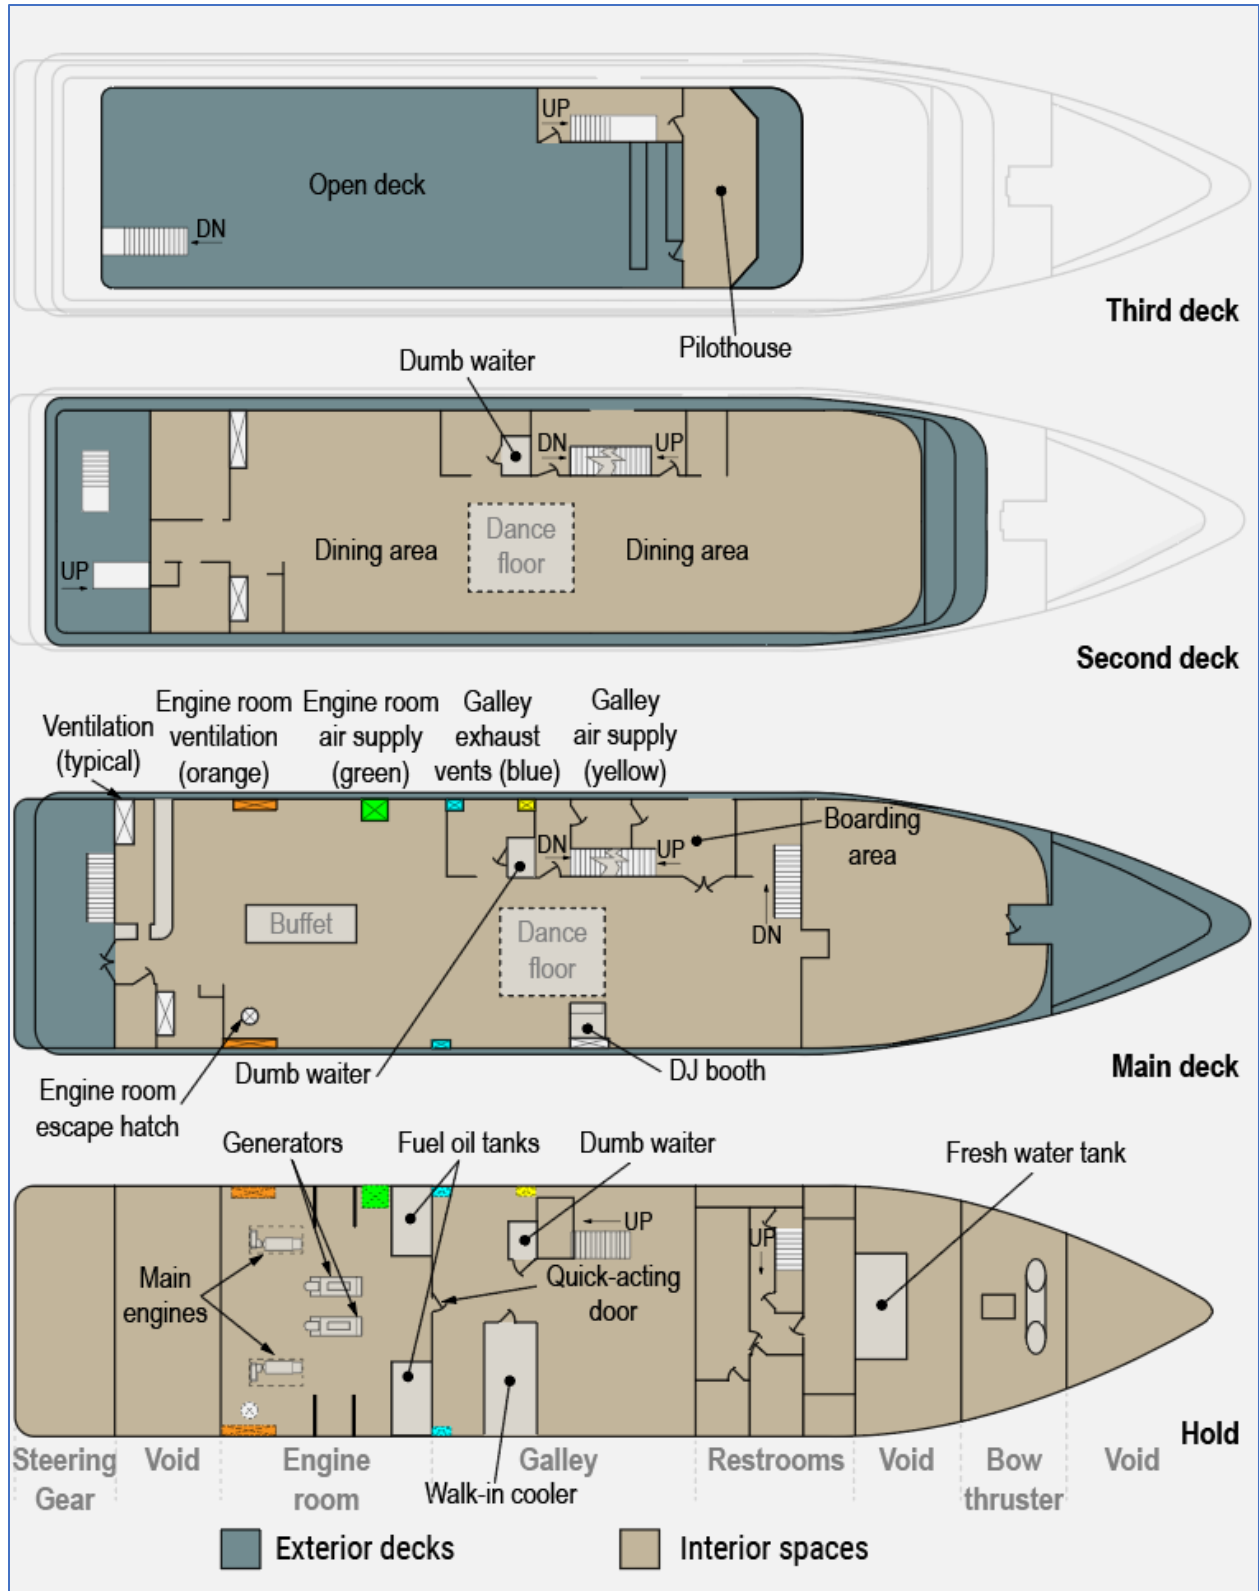 UP
Open deck
DN
Third deck
Pilothouse
Dumb waiter
DN
UP
Dance
floor
Dining area
Dining area
UP
Second deck
Engine room
ventilation
(orange)
Engine room
air supply
(green)
Galley
exhaust
vents (blue)
Galley
air supply
(yellow)
Ventilation
(typical)
Boarding
area
DN
UP
Buffet
Dance
floor
DN
DJ booth
Main deck
Dumb waiter
Engine room
escape hatch
Generators
Fuel oil tanks
Dumb waiter
Fresh water tank
UP
UP
Main
engines
Quick-acting
door
Hold
Steering
Gear
Void
Engine
room
Galley
Restrooms
Void
Bow
thruster
Void
Walk-in cooler
Exterior decks
Interior spaces